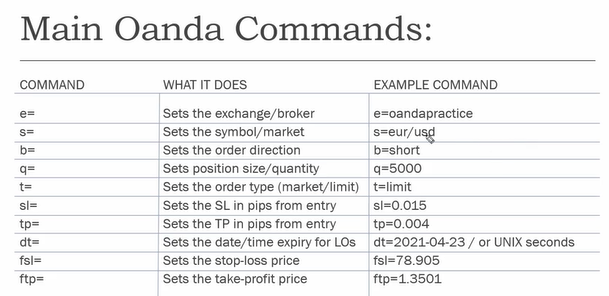 Main Oanda Commands:
COMMAND WHAT IT DOES EXAMPLE COMMAND
e= Sets the exchange/broker e=oandapractice
s= Sets the symbol/market s=eur/usd
b= Sets the order direction b=short
q= Sets position size/quantity q=5000
t= Sets the order type (market/limit) t=limit
sl= Sets the SL in pips from entry sl=0.015
tp= Sets the TP in pips from entry tp=0.004
dt= Sets the date/time expiry for LOs dt=2021-04-23 / or UNIX seconds
fsl= Sets the stop-loss price fsl=78.905
ftp= Sets the take-profit price ftp=1.3501